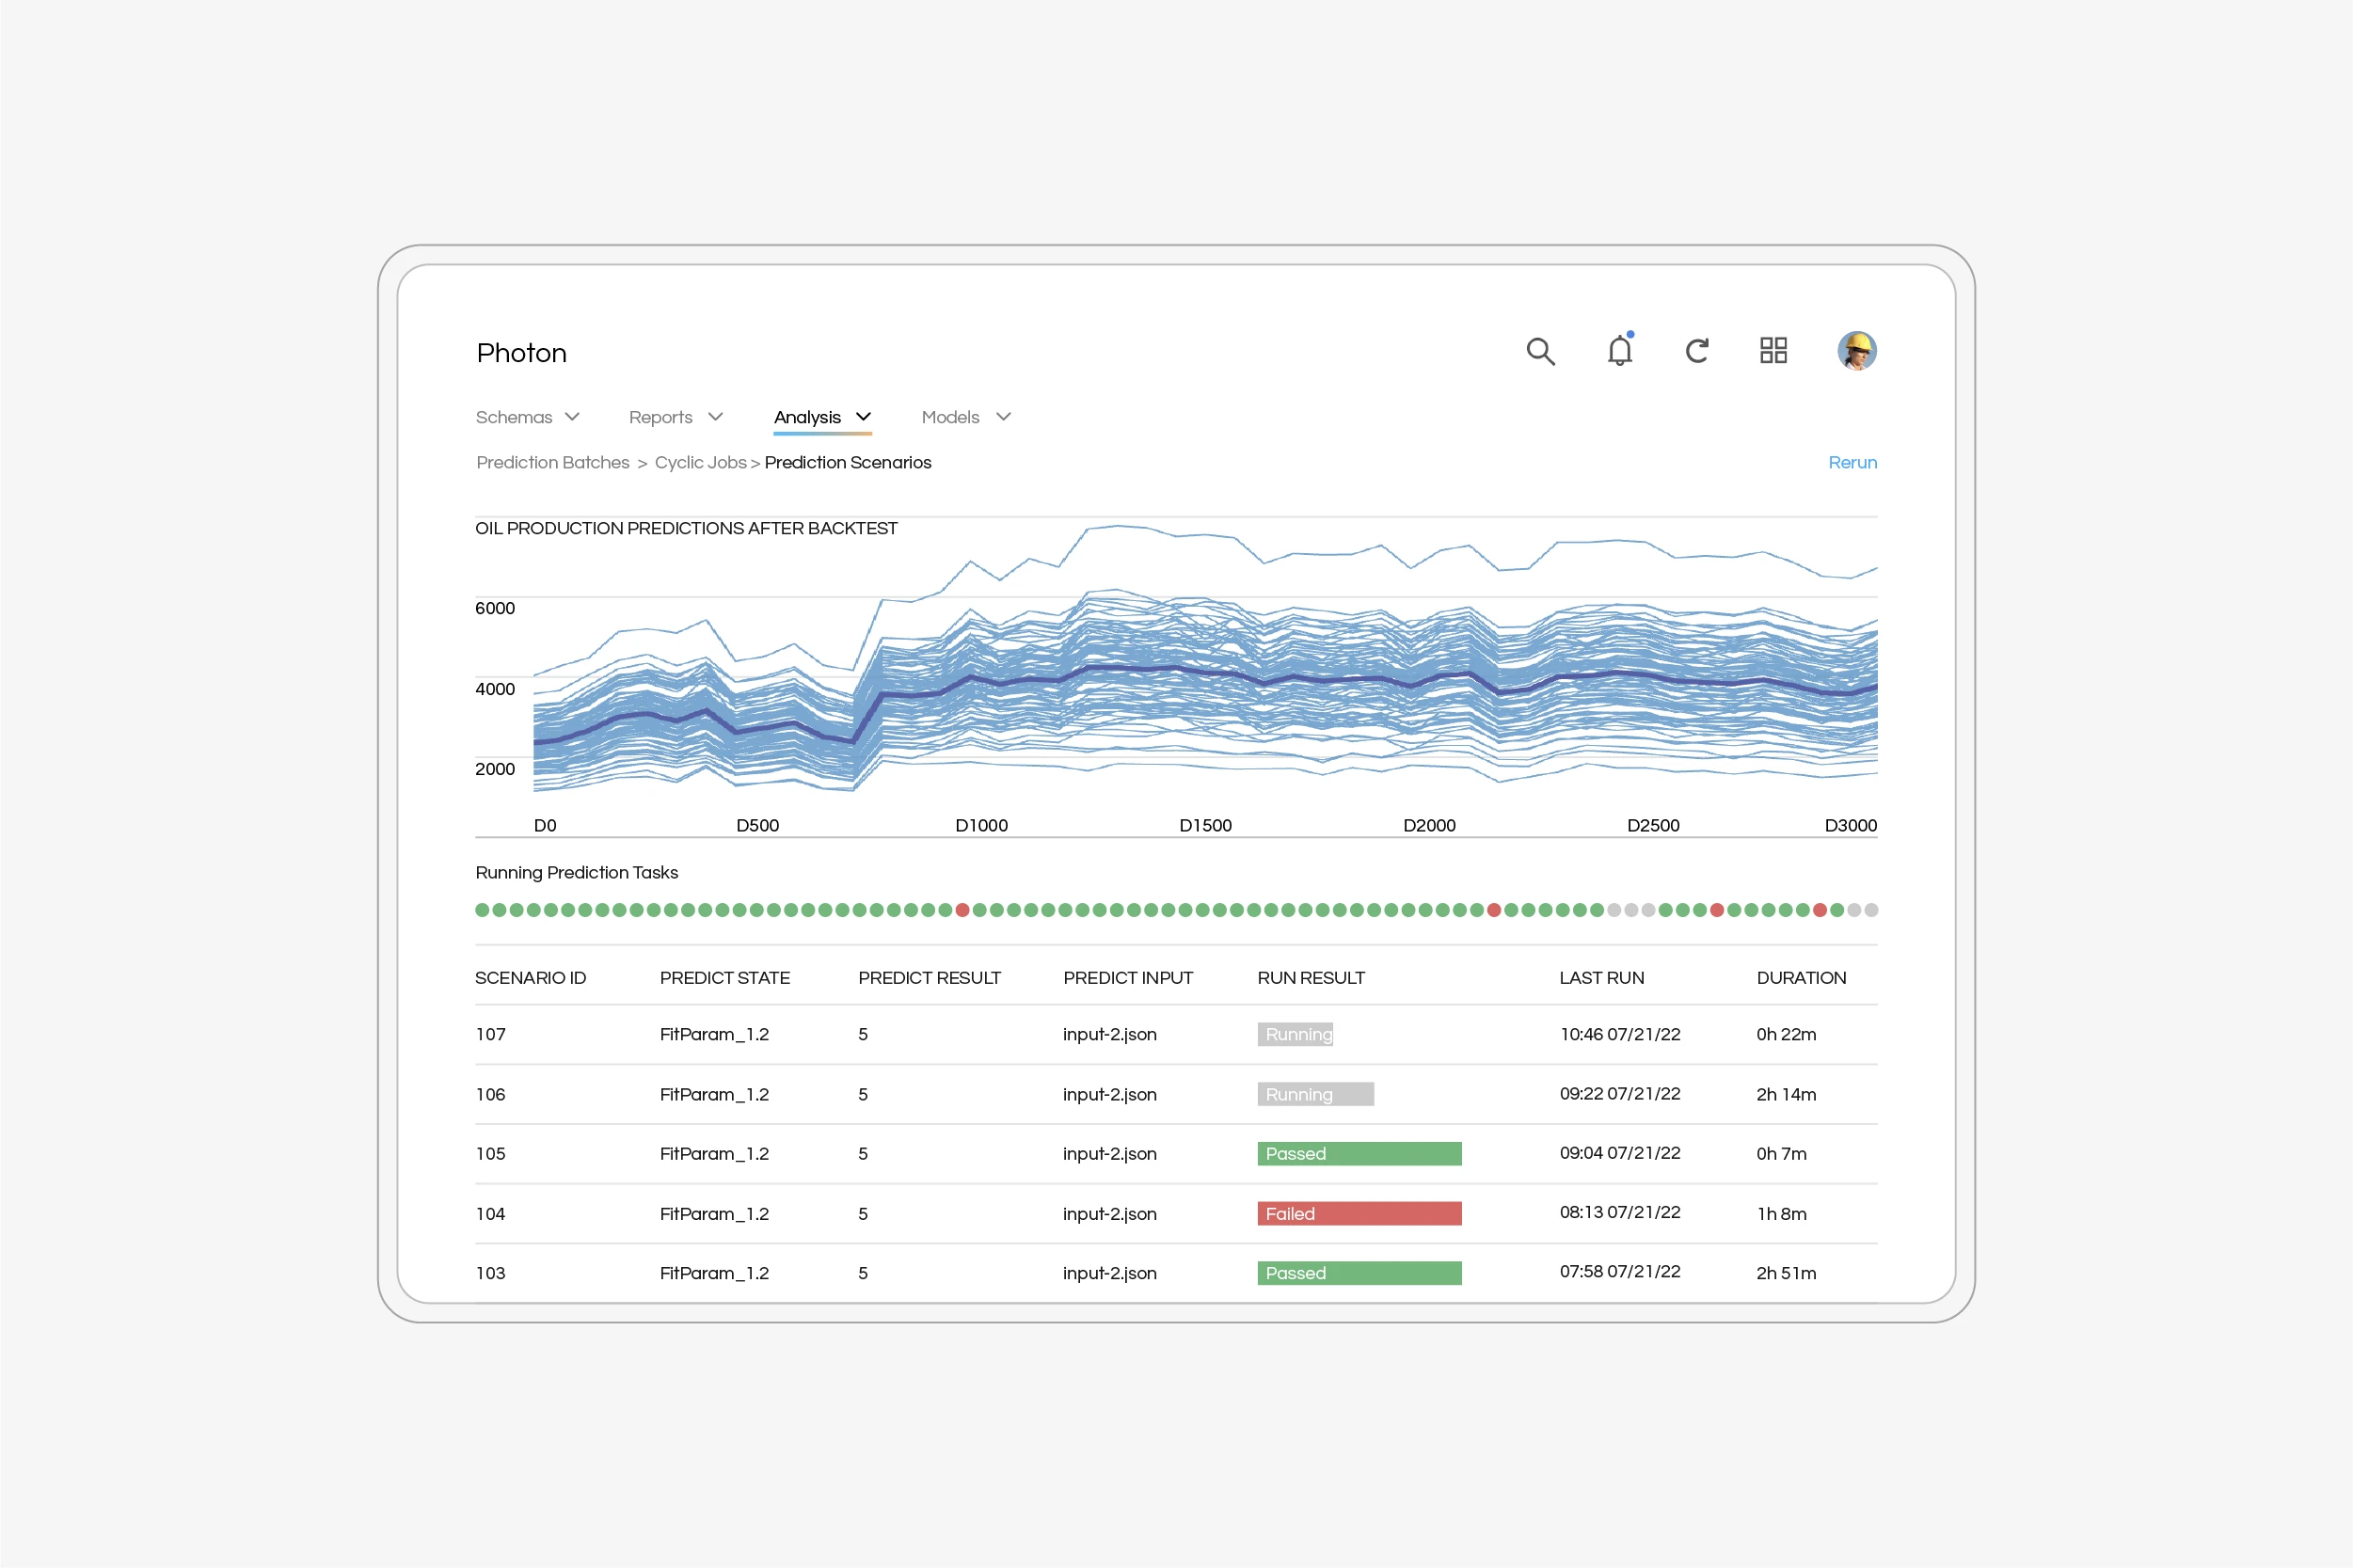 Photon
Schemas Reports Analysis Models
Prediction Batches > Cyclic Jobs > Prediction Scenarios Rerun
OIL PRODUCTION PREDICTIONS AFTER BACKTEST
6000
4000
2000
D0 D500 D1000 D1500 D2000 D2500 D3000
Running Prediction Tasks
SCENARIO ID PREDICT STATE PREDICT RESULT PREDICT INPUT RUN RESULT LAST RUN DURATION
107 FitParam_1.2 5 input-2.json Running 10:46 07/21/22 0h 22m
106 FitParam_1.2 5 input-2.json Running 09:22 07/21/22 2h 14m
105 FitParam_1.2 5 input-2.json Passed 09:04 07/21/22 0h 7m
104 FitParam_1.2 5 input-2.json Failed 08:13 07/21/22 1h 8m
103 FitParam_1.2 5 input-2.json Passed 07:58 07/21/22 2h 51m